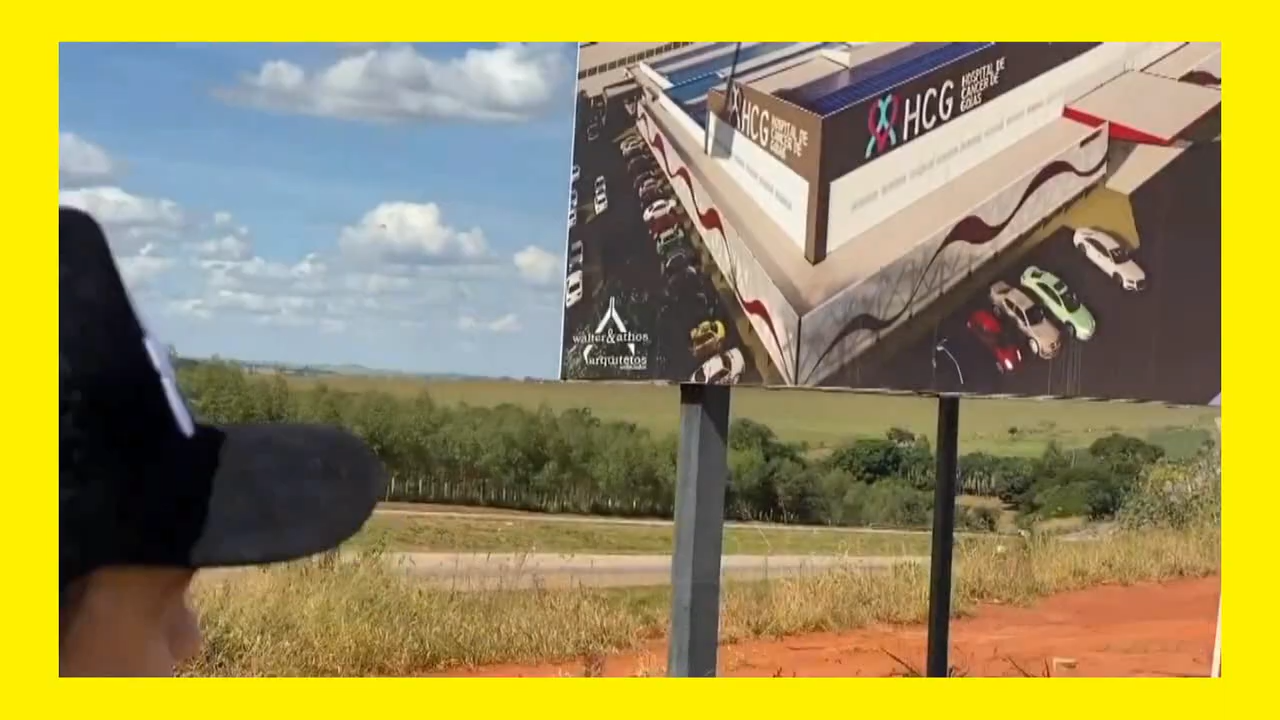 HCG
HOSPITAL DE
CÂNCER DE
GOIÁS
HCG
HOSPITAL DE
CÂNCER DE
GOIÁS
walter&athos
arquitetos